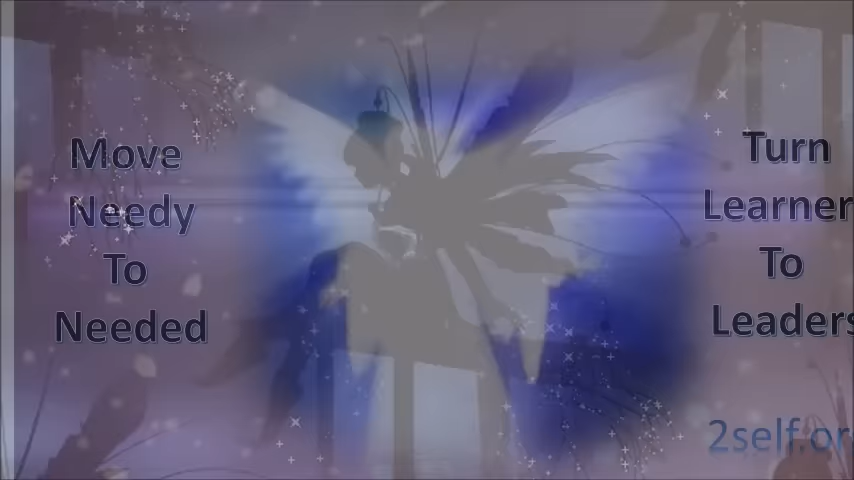 Move
Needy
To
Needed
Turn
Learner
To
Leaders
2self.or